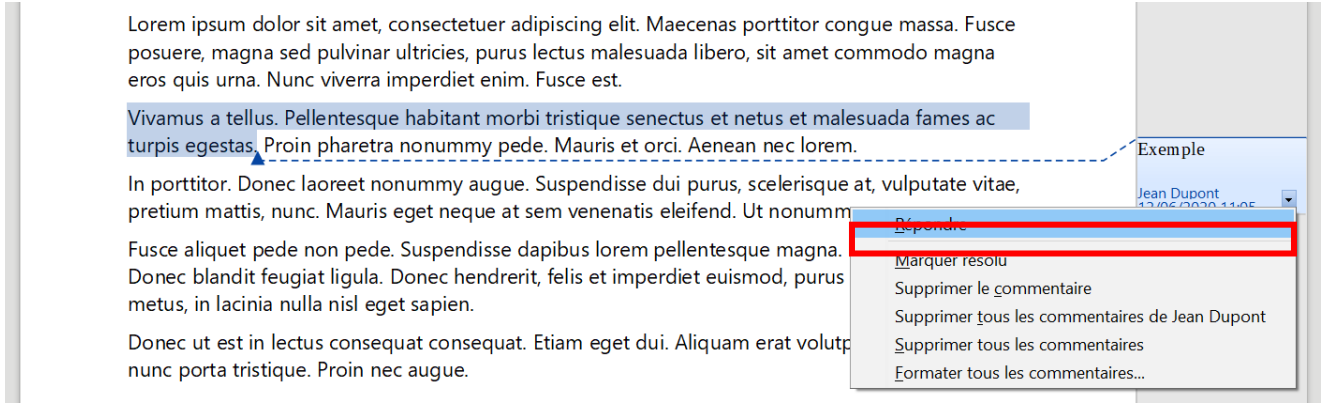 Lorem ipsum dolor sit amet, consectetuer adipiscing elit. Maecenas porttitor congue massa. Fusce
posuere, magna sed pulvinar ultricies, purus lectus malesuada libero, sit amet commodo magna
eros quis urna. Nunc viverra imperdiet enim. Fusce est.
Vivamus a tellus. Pellentesque habitant morbi tristique senectus et netus et malesuada fames ac
turpis egestas. Proin pharetra nonummy pede. Mauris et orci. Aenean nec lorem.
In porttitor. Donec laoreet nonummy augue. Suspendisse dui purus, scelerisque at, vulputate vitae,
pretium mattis, nunc. Mauris eget neque at sem venenatis eleifend. Ut nonumm
Fusce aliquet pede non pede. Suspendisse dapibus lorem pellentesque magna.
Donec blandit feugiat ligula. Donec hendrerit, felis et imperdiet euismod, purus
metus, in lacinia nulla nisl eget sapien.
Donec ut est in lectus consequat consequat. Etiam eget dui. Aliquam erat volutp
nunc porta tristique. Proin nec augue.
Exemple
Jean Dupont
12/06/2020 11:05
Répondre
Marquer résolu
Supprimer le commentaire
Supprimer tous les commentaires de Jean Dupont
Supprimer tous les commentaires
Formater tous les commentaires...